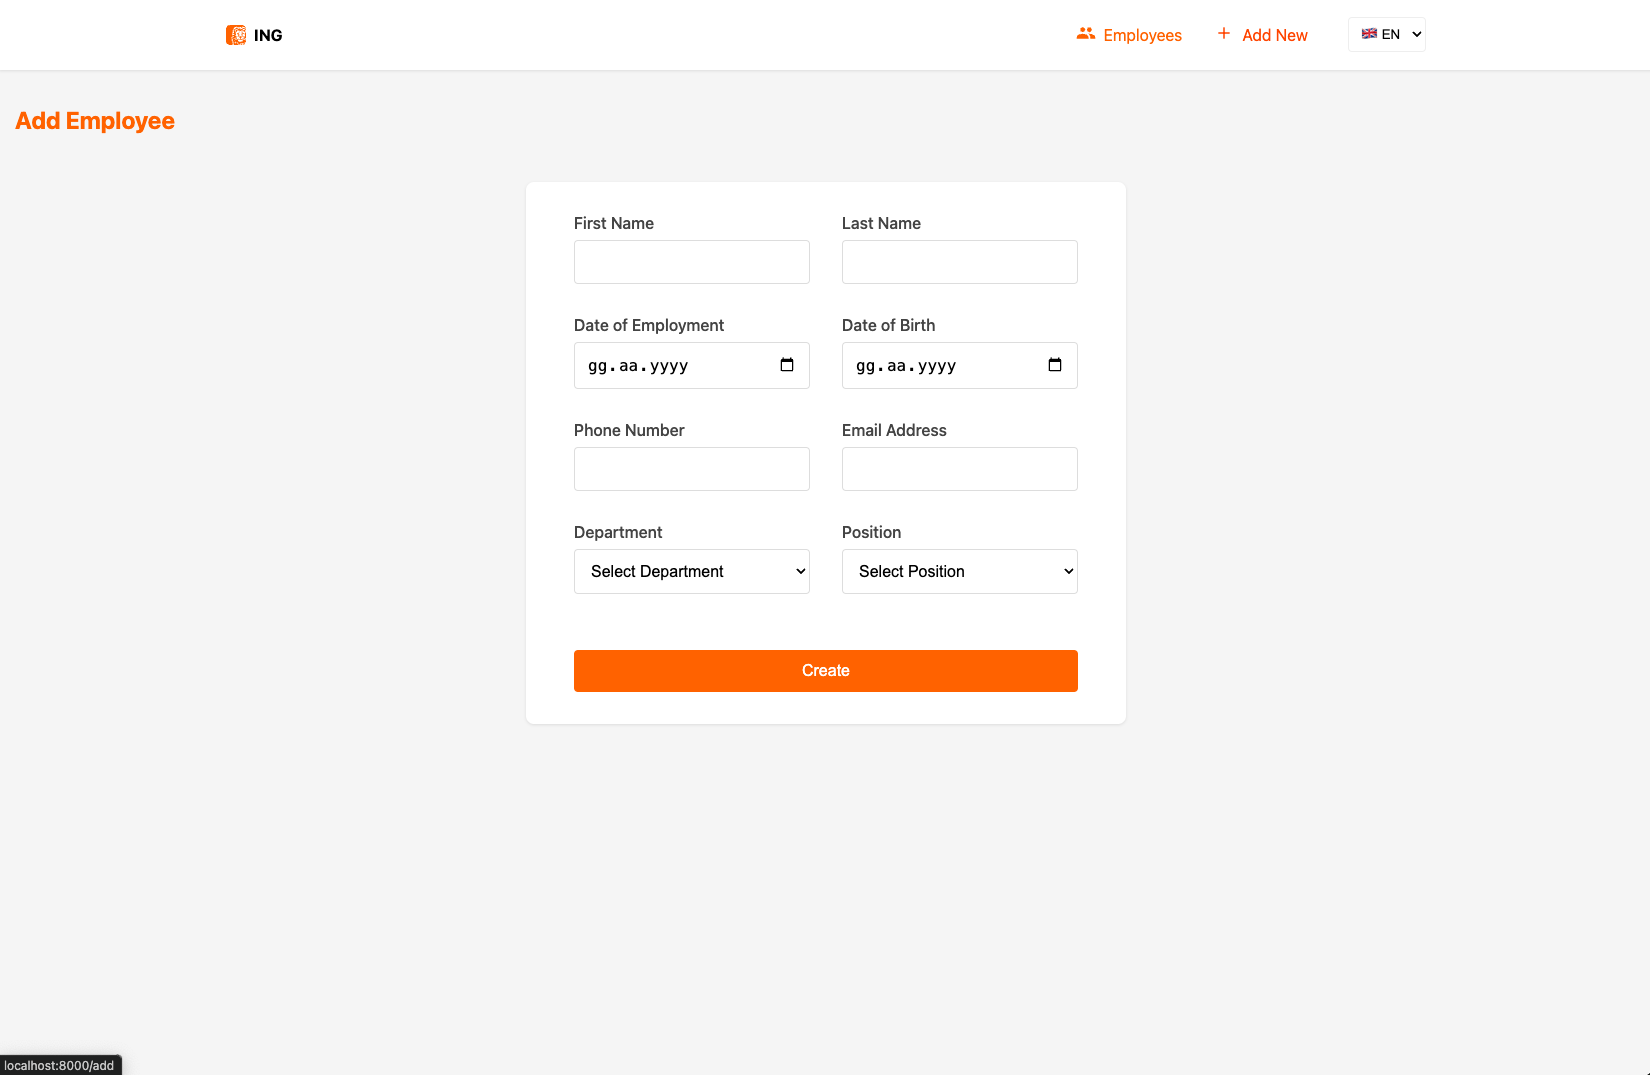 ING
Employees
Add New
🇬🇧 EN
Add Employee
First Name
Last Name
Date of Employment
Date of Birth
gg.aa.yyyy
gg.aa.yyyy
Phone Number
Email Address
Department
Position
Select Department
Select Position
Create
localhost:8000/add